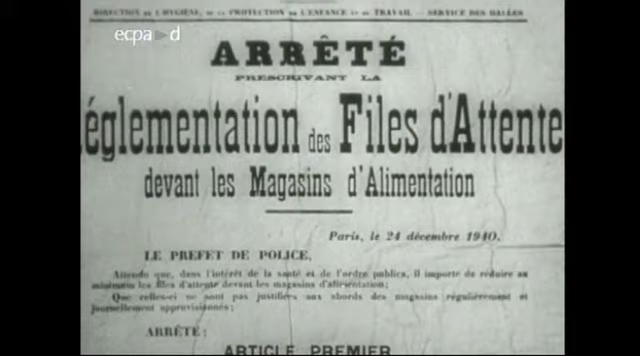 DIRECTION DE L'HYGIÈNE, DE LA PROTECTION DE L'ENFANCE ET DU TRAVAIL. — SERVICE DES HALLES
ecpa d
ARRÊTÉ
PRESCRIVANT LA
églementation des Files d'Attente
devant les Magasins d'Alimentation
Paris, le 24 décembre 1940.
LE PREFET DE POLICE,
Attendu que, dans l'intérêt de la santé et de l'ordre publics, il importe de réduire au
minimum les files d'attente devant les magasins d'alimentation;
Que celles-ci ne sont pas justifiées aux abords des magasins régulièrement et
journellement approvisionnés;
ARRÊTE:
ARTICLE PREMIER